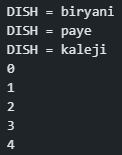 DISH = biryani
DISH = paye
DISH = kaleji
0
1
2
3
4